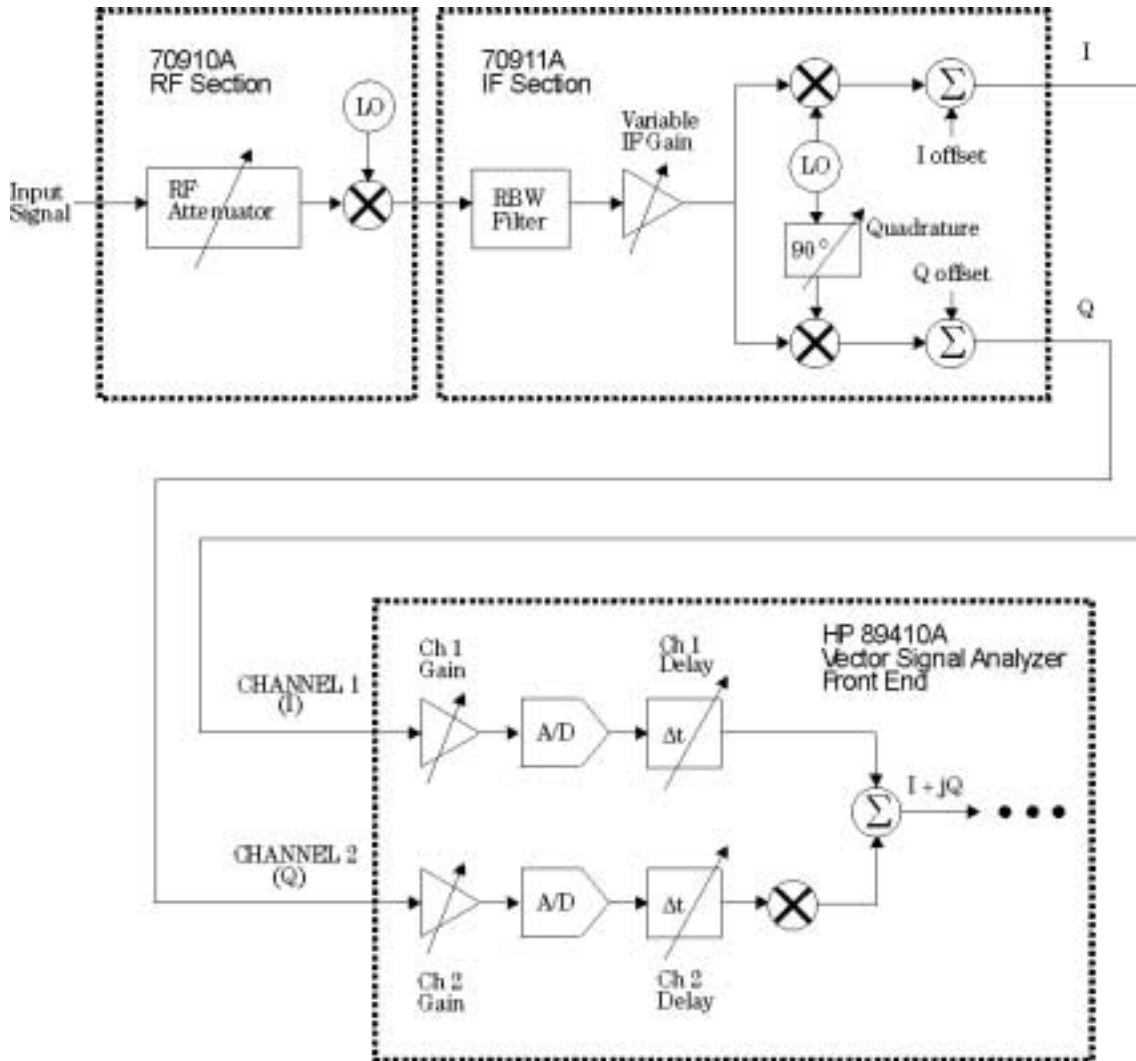 70910A
RF Section
LO
Input
Signal
RF
Attenuator
70911A
IF Section
RBW
Filter
Variable
IF Gain
LO
90°
Quadrature
Σ
I offset
Q offset
Σ
I
Q
HP 89410A
Vector Signal Analyzer
Front End
CHANNEL 1
(I)
Ch 1
Gain
A/D
Ch 1
Delay
Δt
Σ
I + jQ
CHANNEL 2
(Q)
A/D
Δt
Ch 2
Gain
Ch 2
Delay